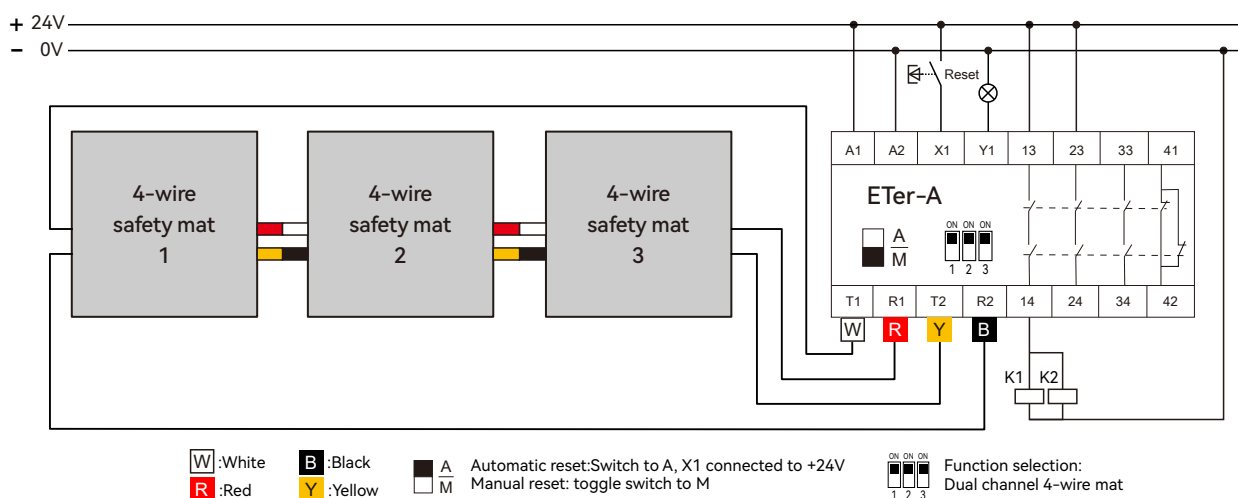 + 24V
− 0V
Reset
4-wire
safety mat
1
4-wire
safety mat
2
4-wire
safety mat
3
A1 A2 X1 Y1 13 23 33 41
ETer-A
A
M
ON ON ON
1 2 3
T1 R1 T2 R2 14 24 34 42
W R Y B
K1 K2
W :White
B :Black
R :Red
Y :Yellow
A
M
Automatic reset:Switch to A, X1 connected to +24V
Manual reset: toggle switch to M
ON ON ON
1 2 3
Function selection:
Dual channel 4-wire mat